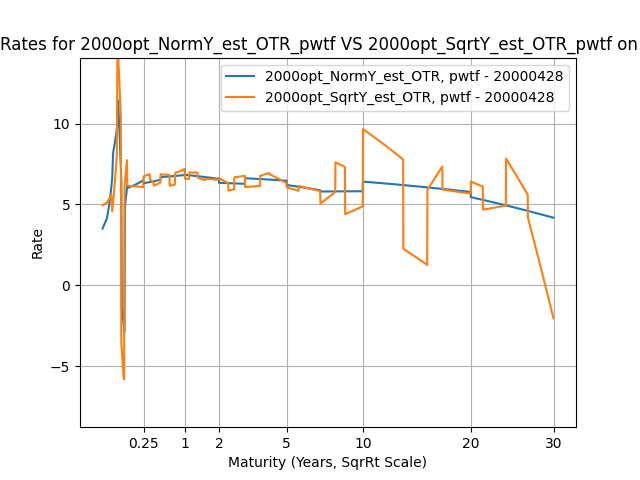 Rates for 2000opt_NormY_est_OTR_pwtf VS 2000opt_SqrtY_est_OTR_pwtf on
2000opt_NormY_est_OTR, pwtf - 20000428
2000opt_SqrtY_est_OTR, pwtf - 20000428
10
5
0
−5
Rate
0.25 1 2 5 10 20 30
Maturity (Years, SqrRt Scale)